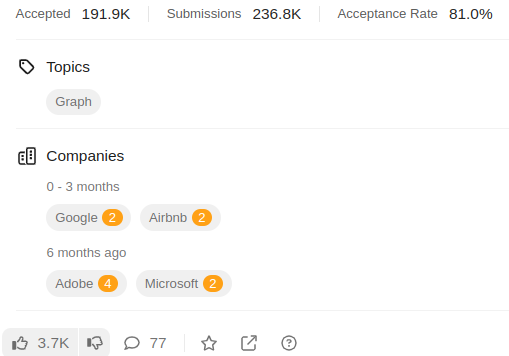 Accepted 191.9K Submissions 236.8K Acceptance Rate 81.0%
Topics
Graph
Companies
0 - 3 months
Google 2 Airbnb 2
6 months ago
Adobe 4 Microsoft 2
3.7K 77